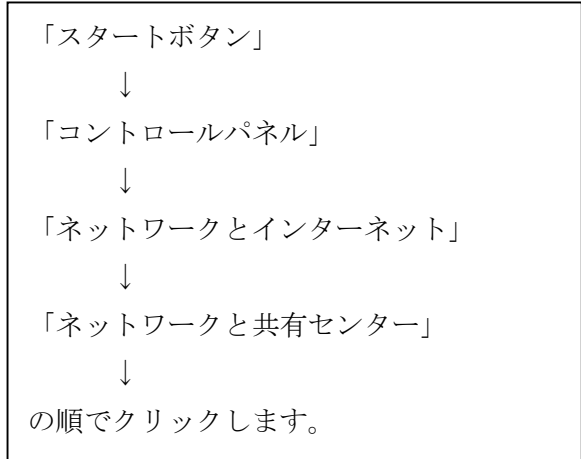 「スタートボタン」
↓
「コントロールパネル」
↓
「ネットワークとインターネット」
↓
「ネットワークと共有センター」
↓
の順でクリックします。